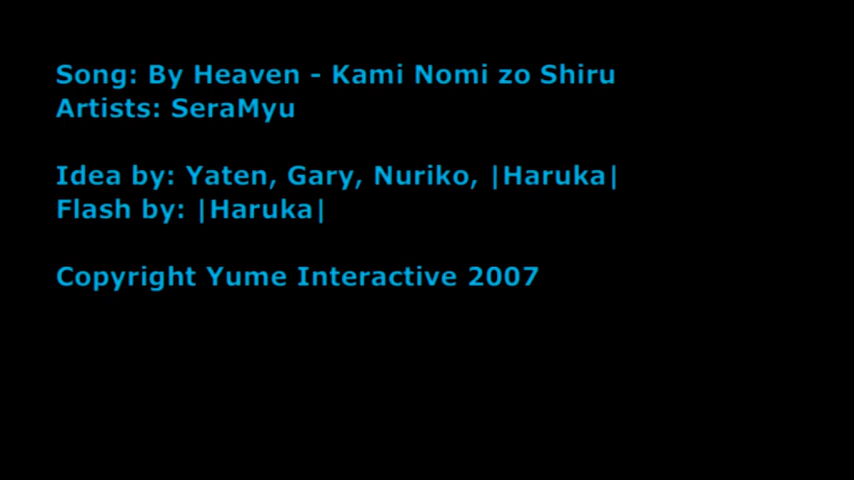 Song: By Heaven - Kami Nomi zo Shiru
Artists: SeraMyu
Idea by: Yaten, Gary, Nuriko, |Haruka|
Flash by: |Haruka|
Copyright Yume Interactive 2007